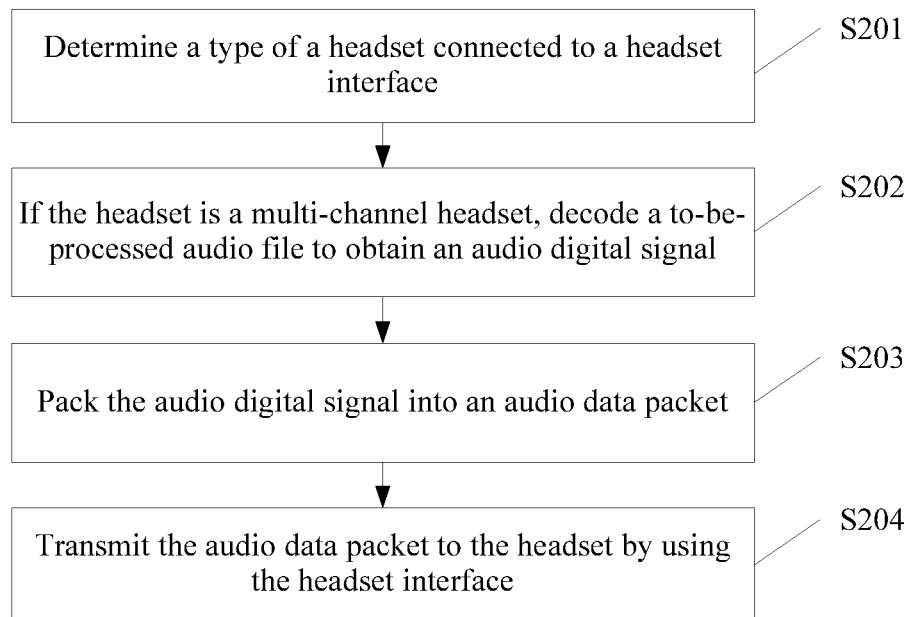 Determine a type of a headset connected to a headset
interface
S201
If the headset is a multi-channel headset, decode a to-be-
processed audio file to obtain an audio digital signal
S202
Pack the audio digital signal into an audio data packet
S203
Transmit the audio data packet to the headset by using
the headset interface
S204